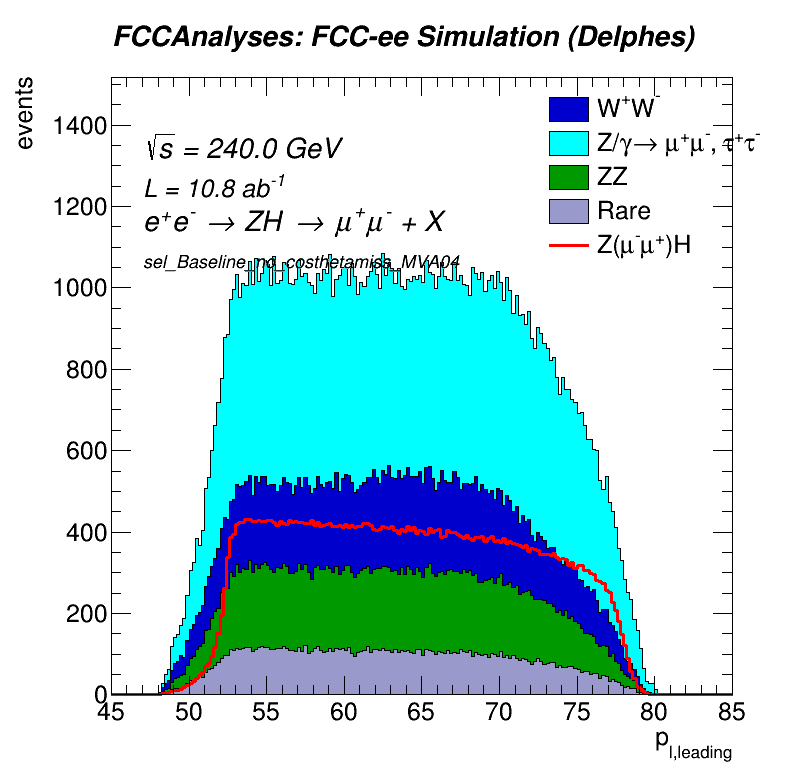 FCCAnalyses: FCC-ee Simulation (Delphes)
events
√s = 240.0 GeV
L = 10.8 ab⁻¹
e⁺e⁻ → ZH → μ⁺μ⁻ + X
sel_Baseline_no_costhetamiss_MVA04
W⁺W⁻
Z/γ→ μ⁺μ⁻, τ⁺τ⁻
ZZ
Rare
Z(μ⁻μ⁺)H
1400
1200
1000
800
600
400
200
0
45 50 55 60 65 70 75 80 85
p l,leading